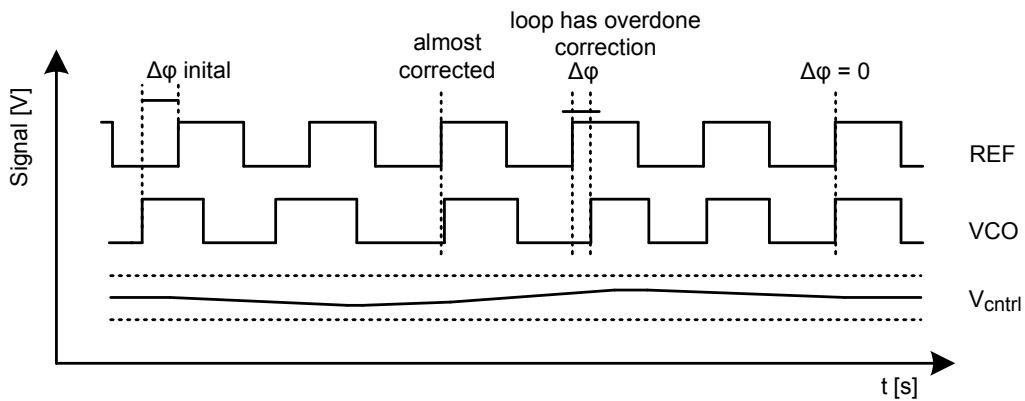 loop has overdone
correction
almost
corrected
Δφ inital
Δφ
Δφ = 0
Signal [V]
REF
VCO
Vcntrl
t [s]